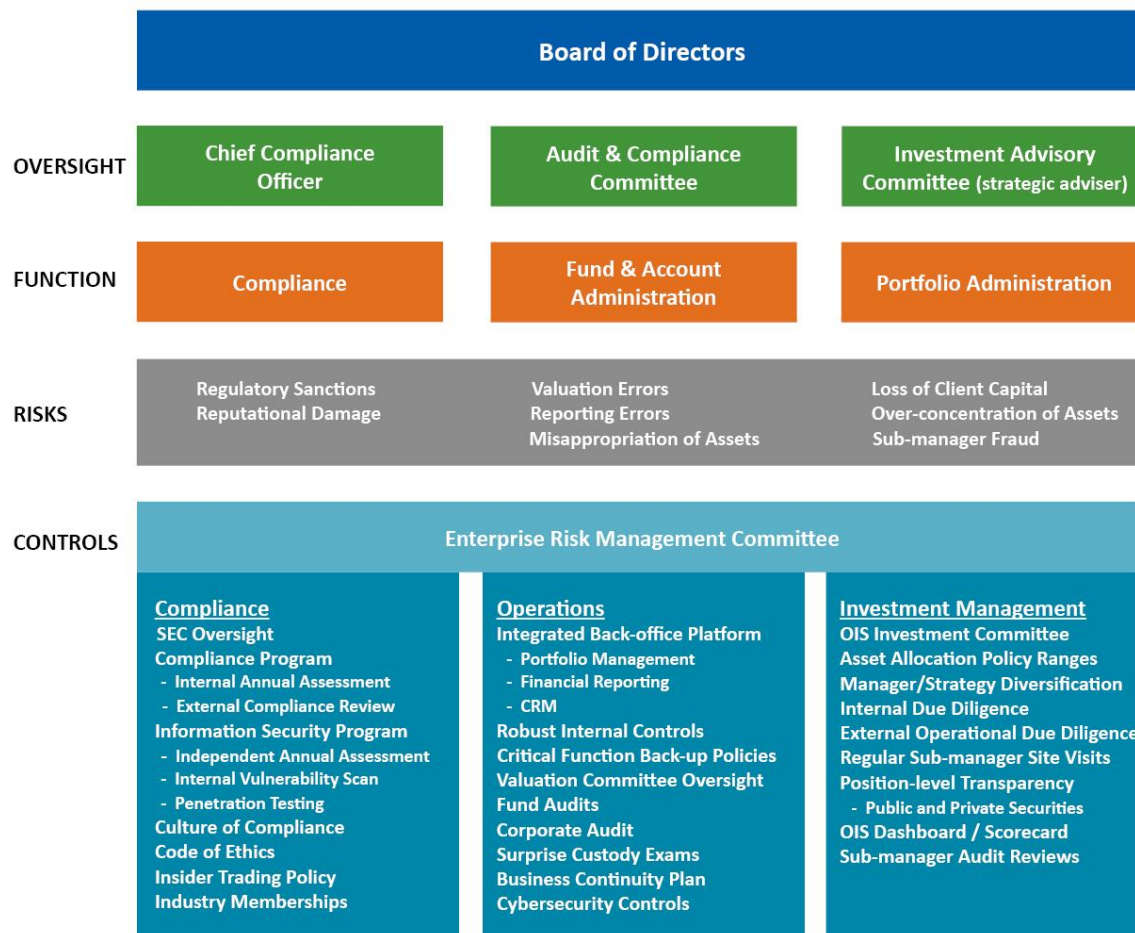 Board of Directors
OVERSIGHT
Chief Compliance
Officer
Audit & Compliance
Committee
Investment Advisory
Committee (strategic adviser)
FUNCTION
Compliance
Fund & Account
Administration
Portfolio Administration
RISKS
Regulatory Sanctions
Reputational Damage
Valuation Errors
Reporting Errors
Misappropriation of Assets
Loss of Client Capital
Over-concentration of Assets
Sub-manager Fraud
CONTROLS
Enterprise Risk Management Committee
Compliance
SEC Oversight
Compliance Program
- Internal Annual Assessment
- External Compliance Review
Information Security Program
- Independent Annual Assessment
- Internal Vulnerability Scan
- Penetration Testing
Culture of Compliance
Code of Ethics
Insider Trading Policy
Industry Memberships
Operations
Integrated Back-office Platform
- Portfolio Management
- Financial Reporting
- CRM
Robust Internal Controls
Critical Function Back-up Policies
Valuation Committee Oversight
Fund Audits
Corporate Audit
Surprise Custody Exams
Business Continuity Plan
Cybersecurity Controls
Investment Management
OIS Investment Committee
Asset Allocation Policy Ranges
Manager/Strategy Diversification
Internal Due Diligence
External Operational Due Diligence
Regular Sub-manager Site Visits
Position-level Transparency
- Public and Private Securities
OIS Dashboard / Scorecard
Sub-manager Audit Reviews